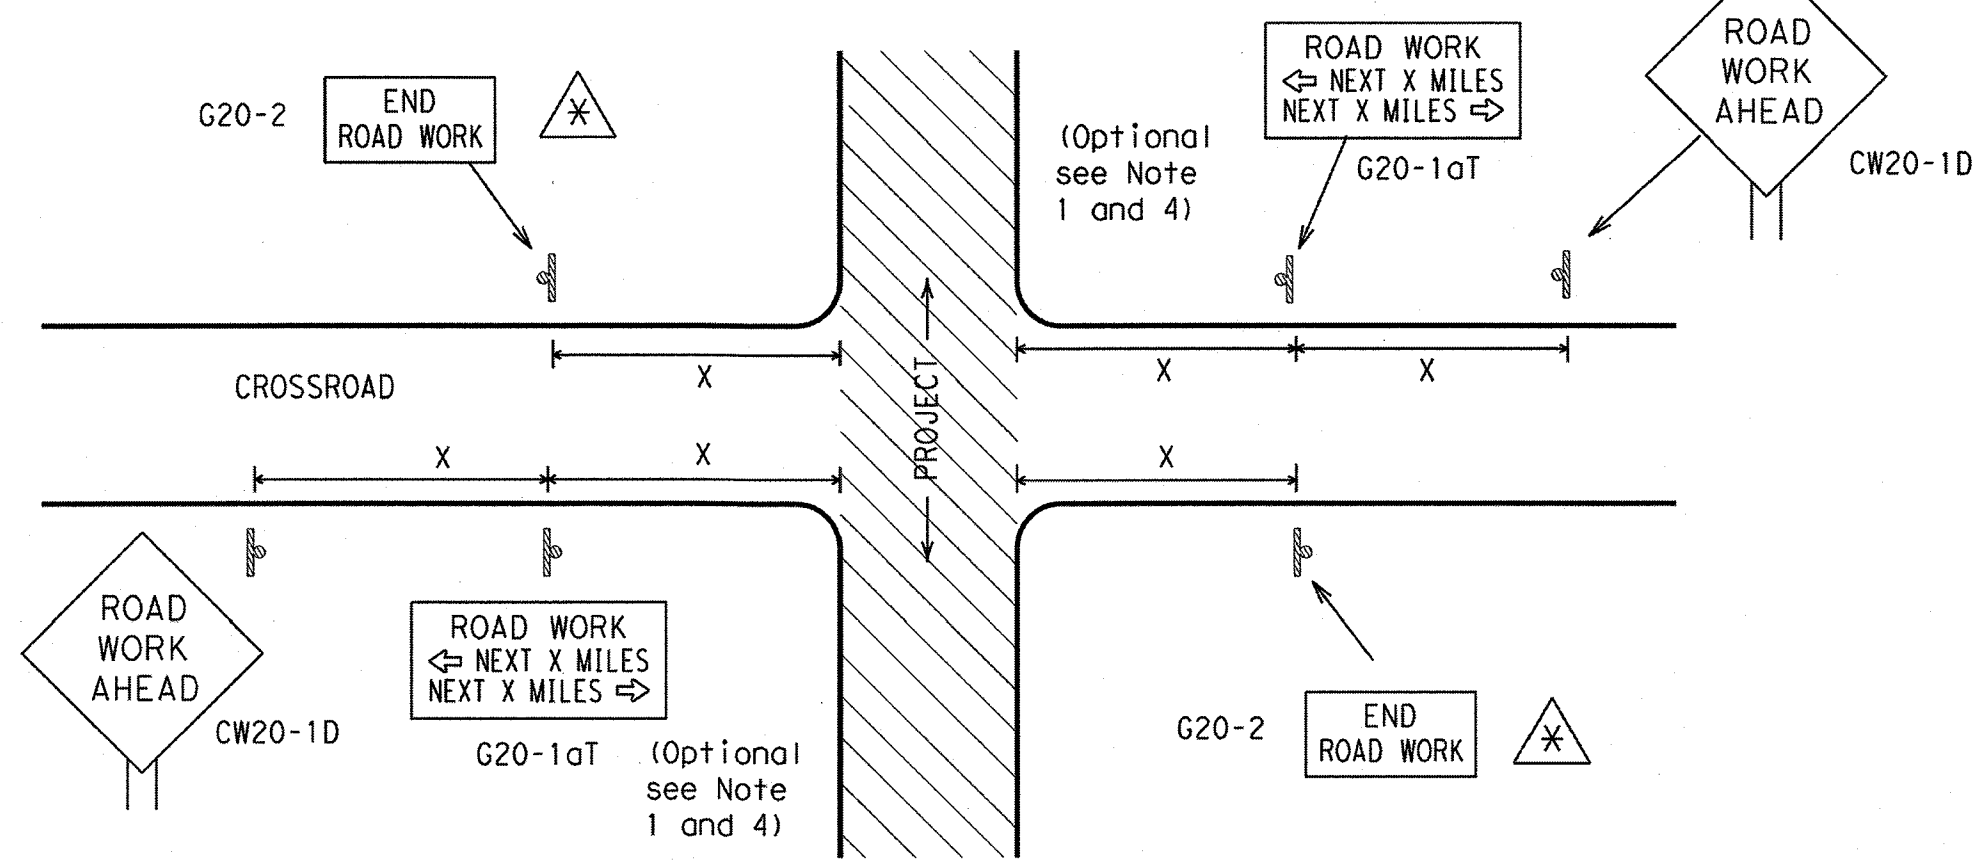 G20-2
END
ROAD WORK
*
(Optional
see Note
1 and 4)
ROAD WORK
⇦ NEXT X MILES
NEXT X MILES ⇨
G20-1aT
ROAD
WORK
AHEAD
CW20-1D
X
X
X
CROSSROAD
PROJECT
X
X
X
ROAD
WORK
AHEAD
CW20-1D
ROAD WORK
⇦ NEXT X MILES
NEXT X MILES ⇨
G20-1aT
(Optional
see Note
1 and 4)
G20-2
END
ROAD WORK
*